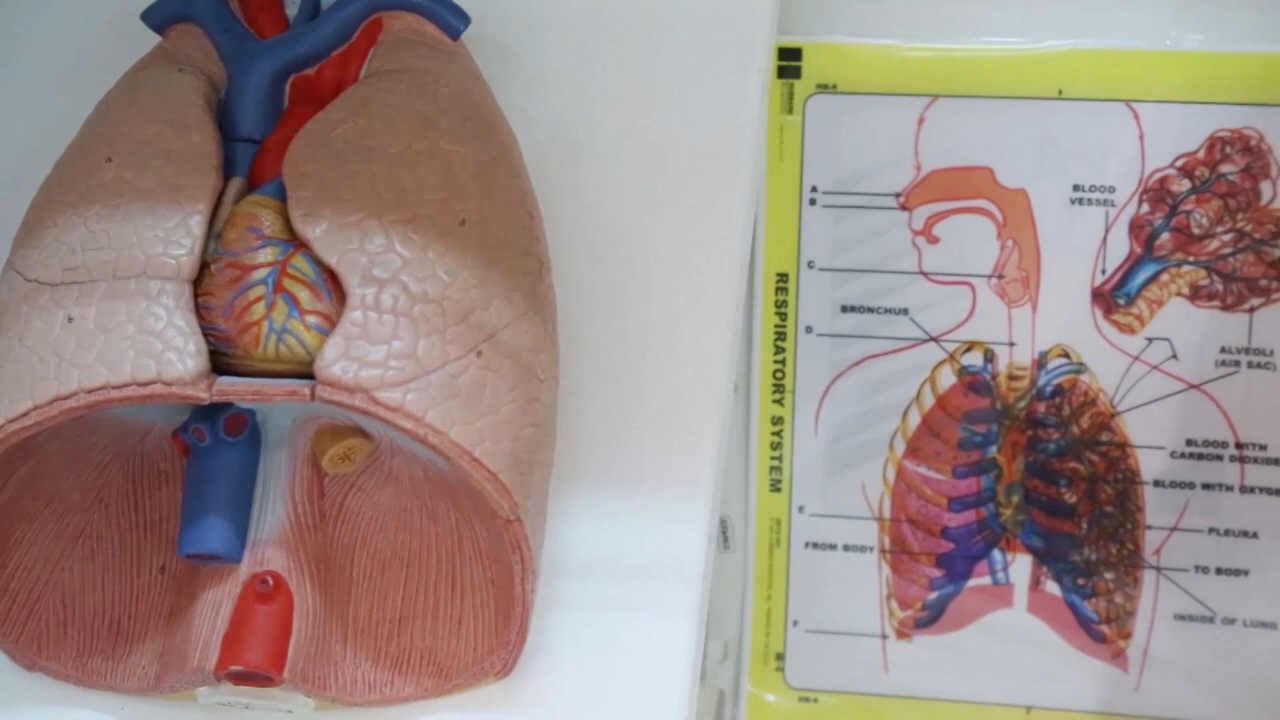 RESPIRATORY SYSTEM
A
B
C
BRONCHUS
D
E
FROM BODY
F
BLOOD
VESSEL
ALVEOLI
(AIR SAC)
BLOOD WITH
CARBON DIOXIDE
BLOOD WITH OXYGE
PLEURA
TO BODY
INSIDE OF LUNG